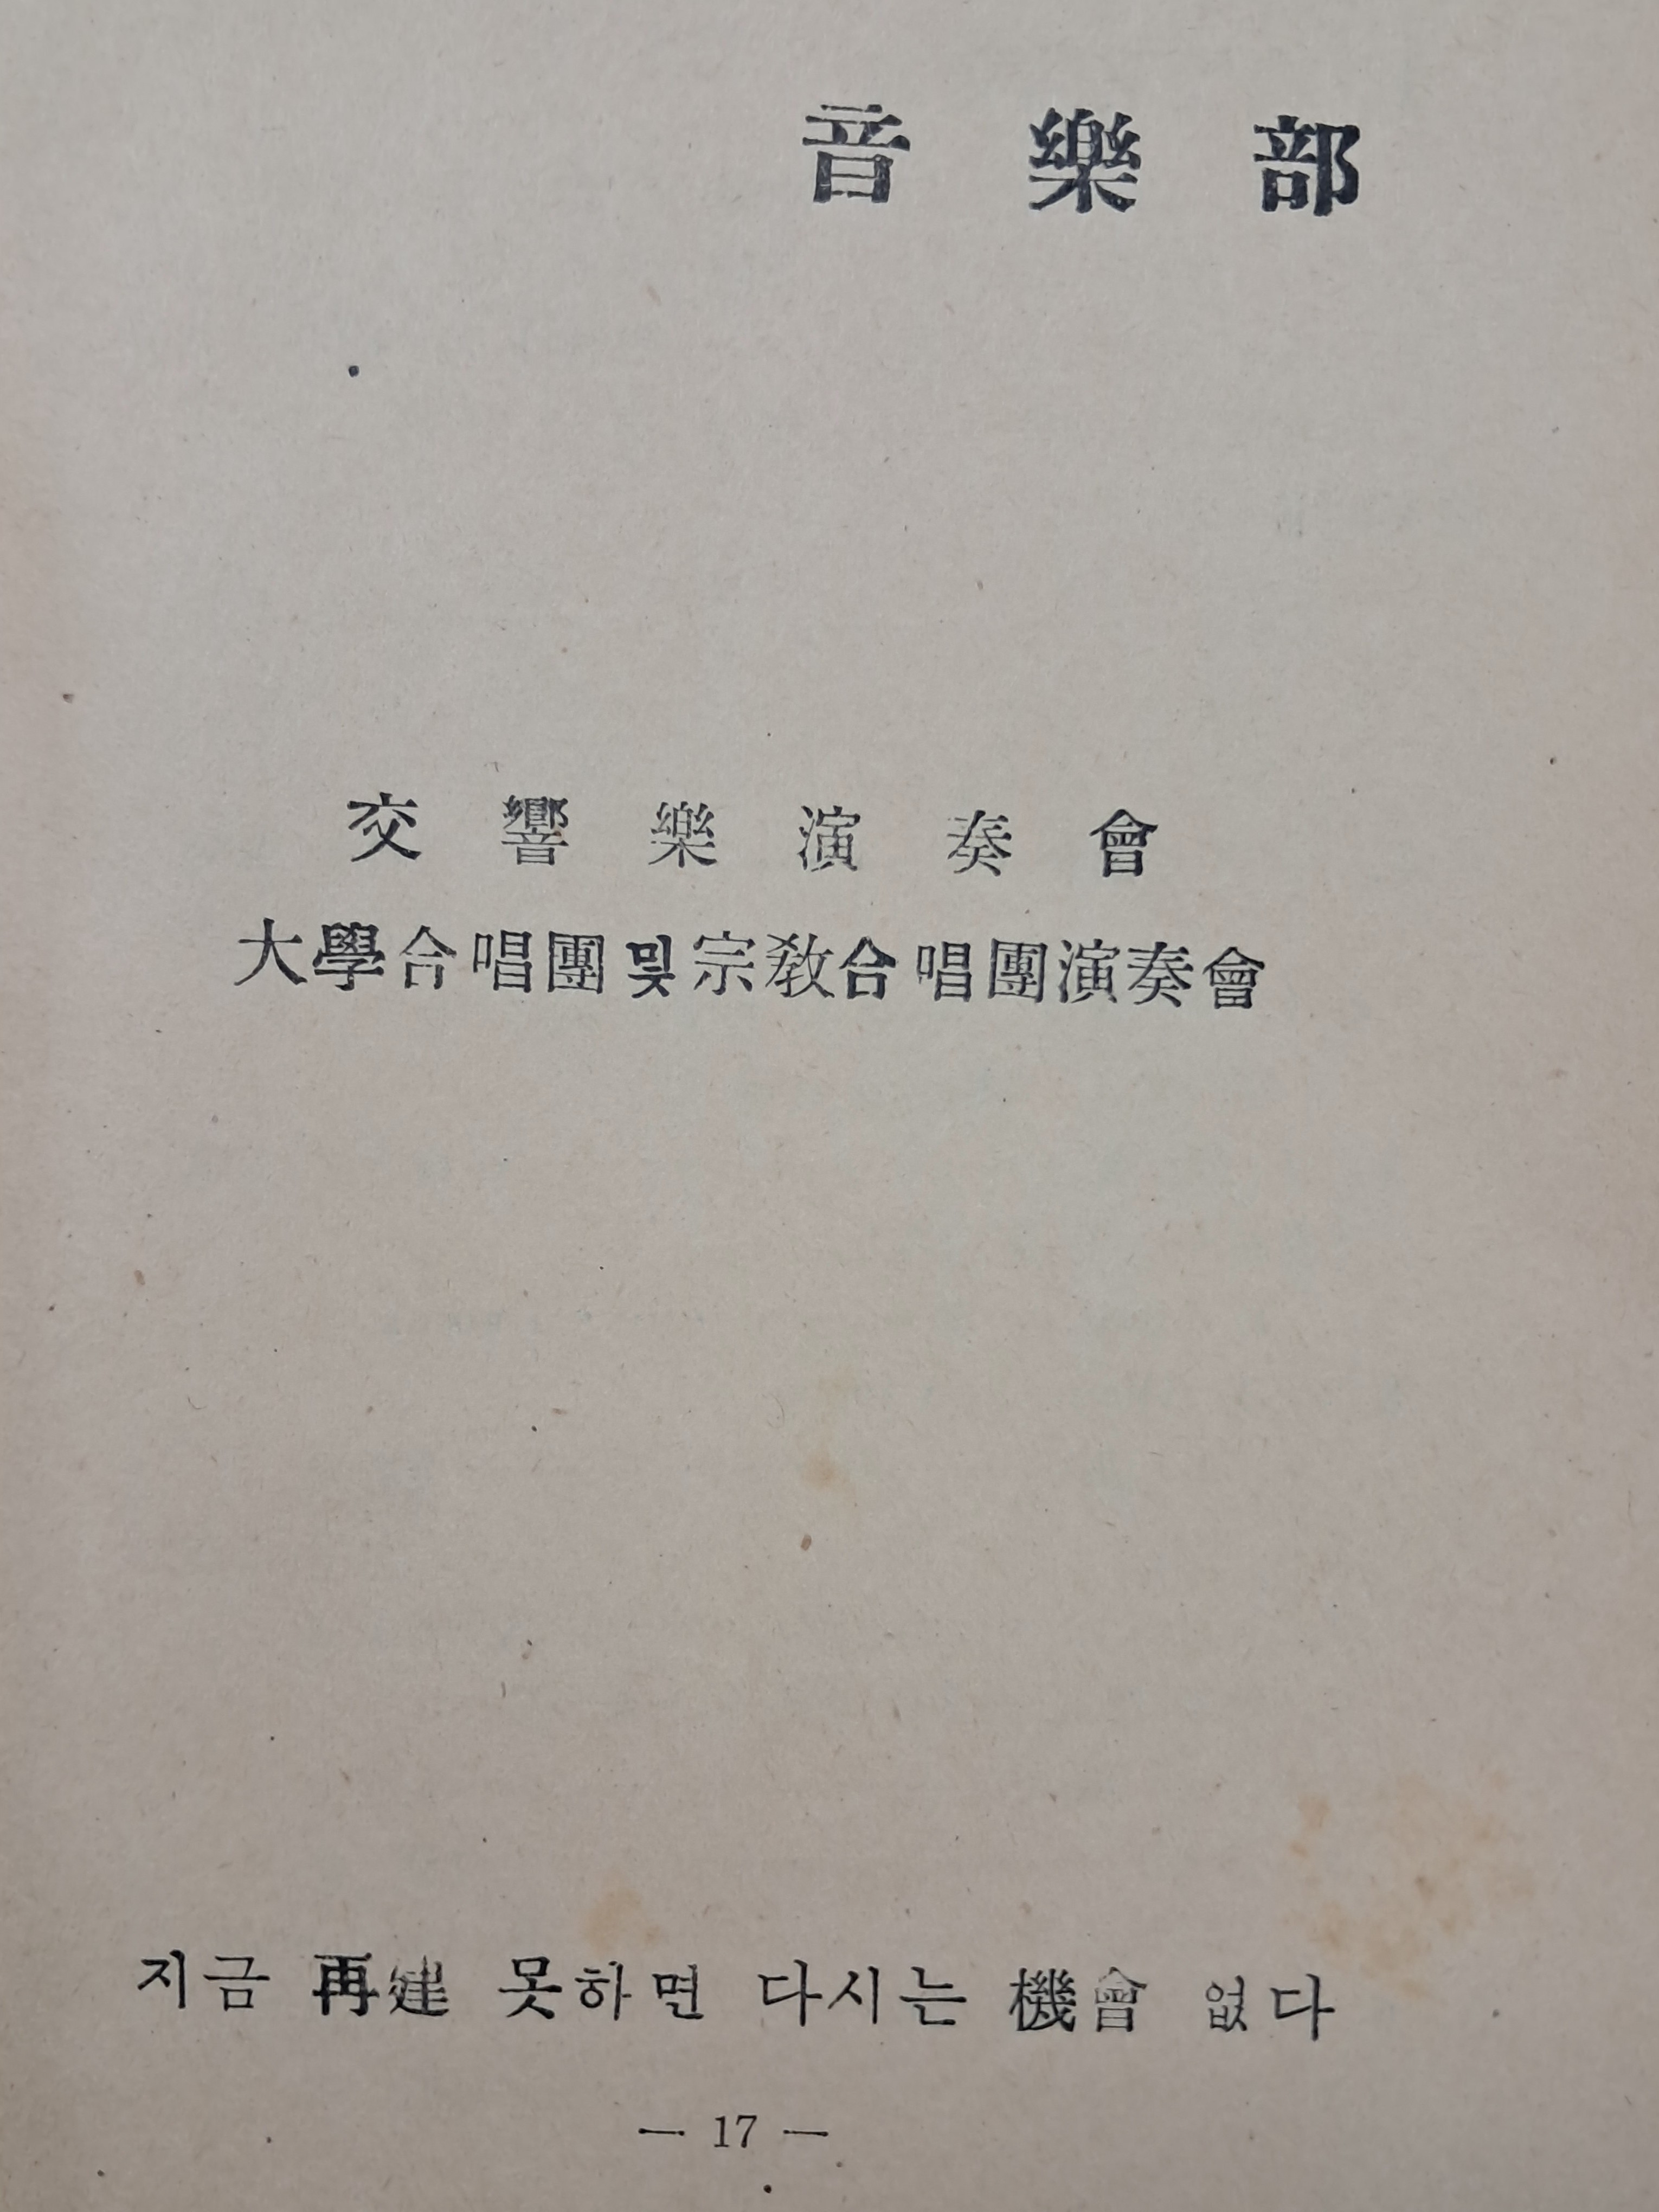 音樂部
交響樂演奏會
大學合唱團및宗敎合唱團演奏會
지금 再建 못하면 다시는 機會 없다
— 17 —